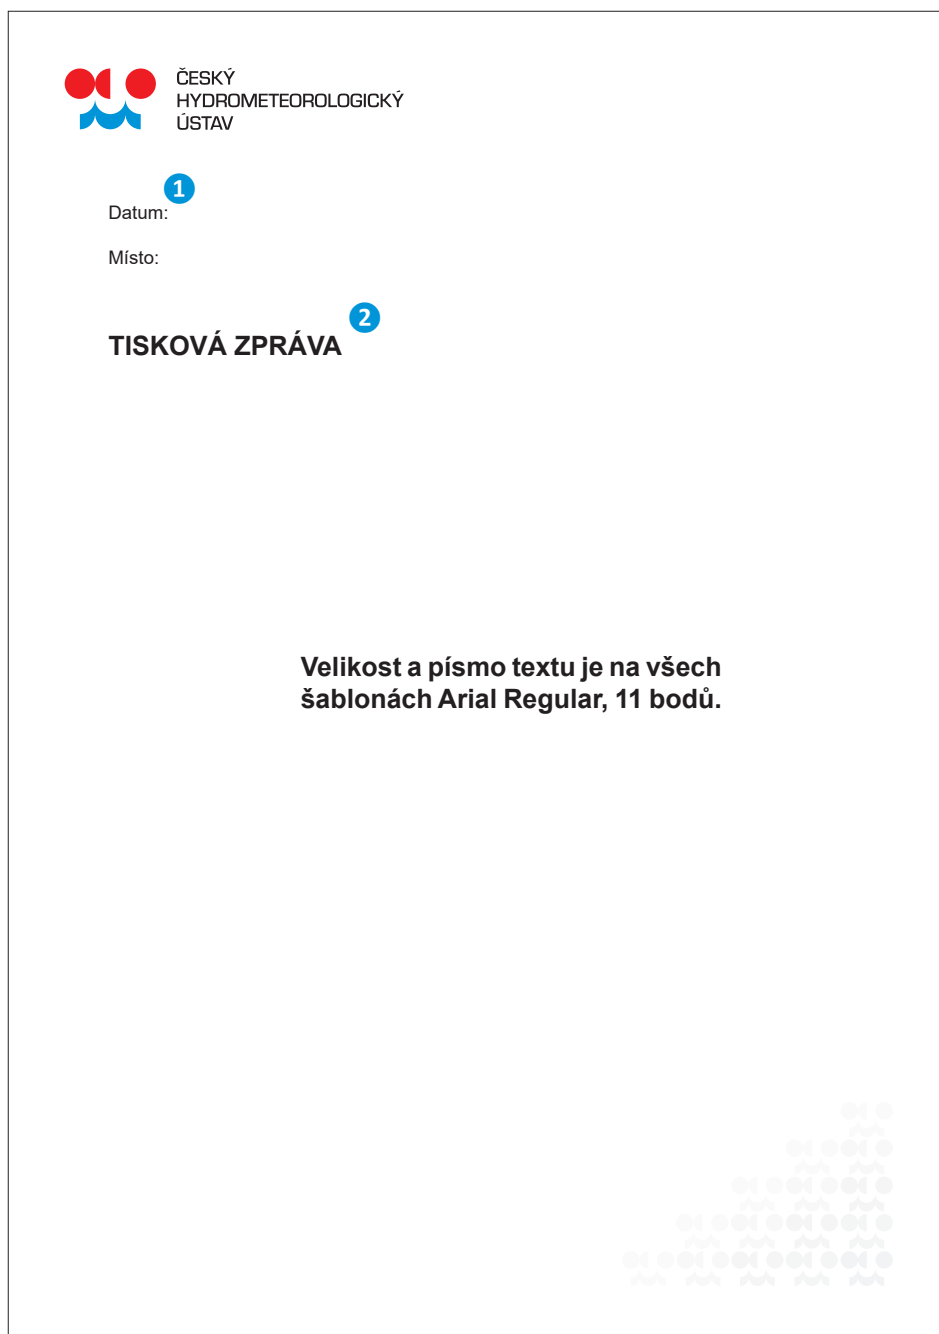 ČESKÝ
HYDROMETEOROLOGICKÝ
ÚSTAV
1
Datum:
Místo:
2
TISKOVÁ ZPRÁVA
Velikost a písmo textu je na všech
šablonách Arial Regular, 11 bodů.